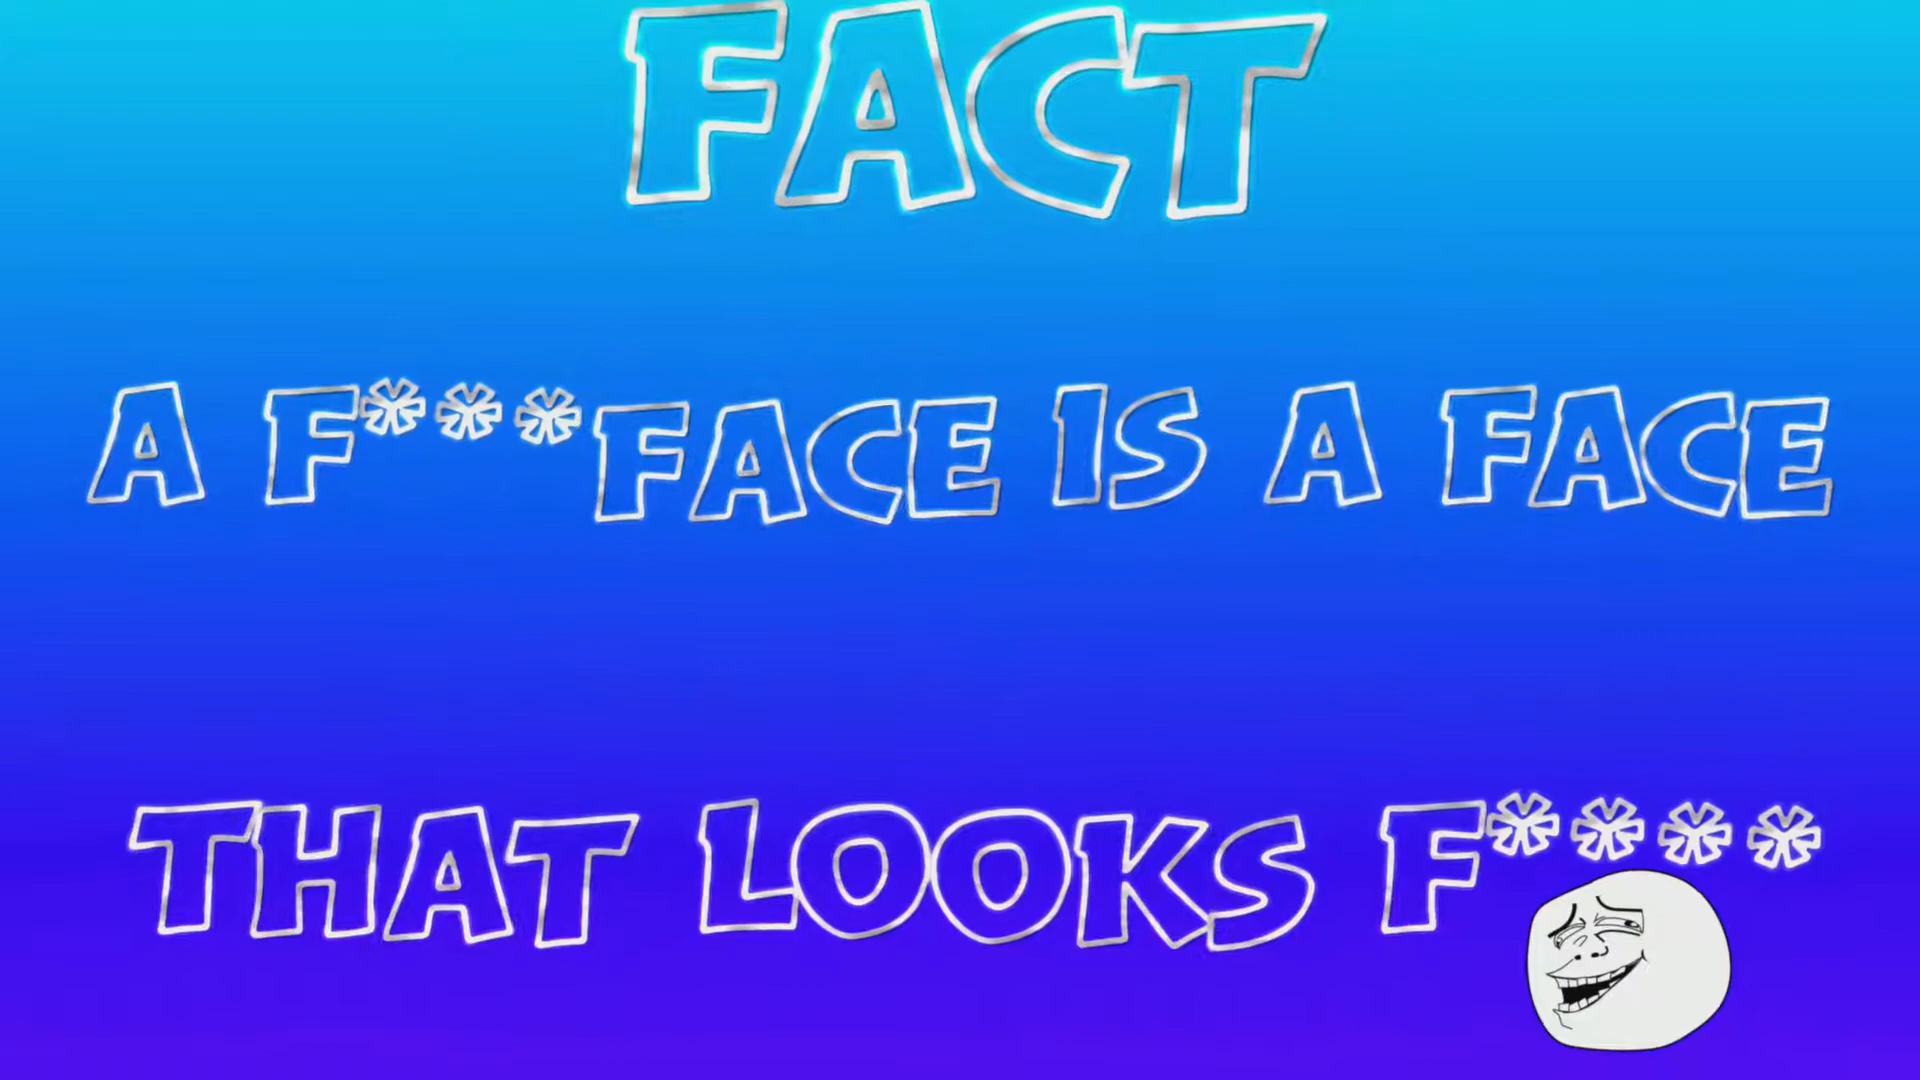 FACT
A F***FACE IS A FACE
THAT LOOKS F****